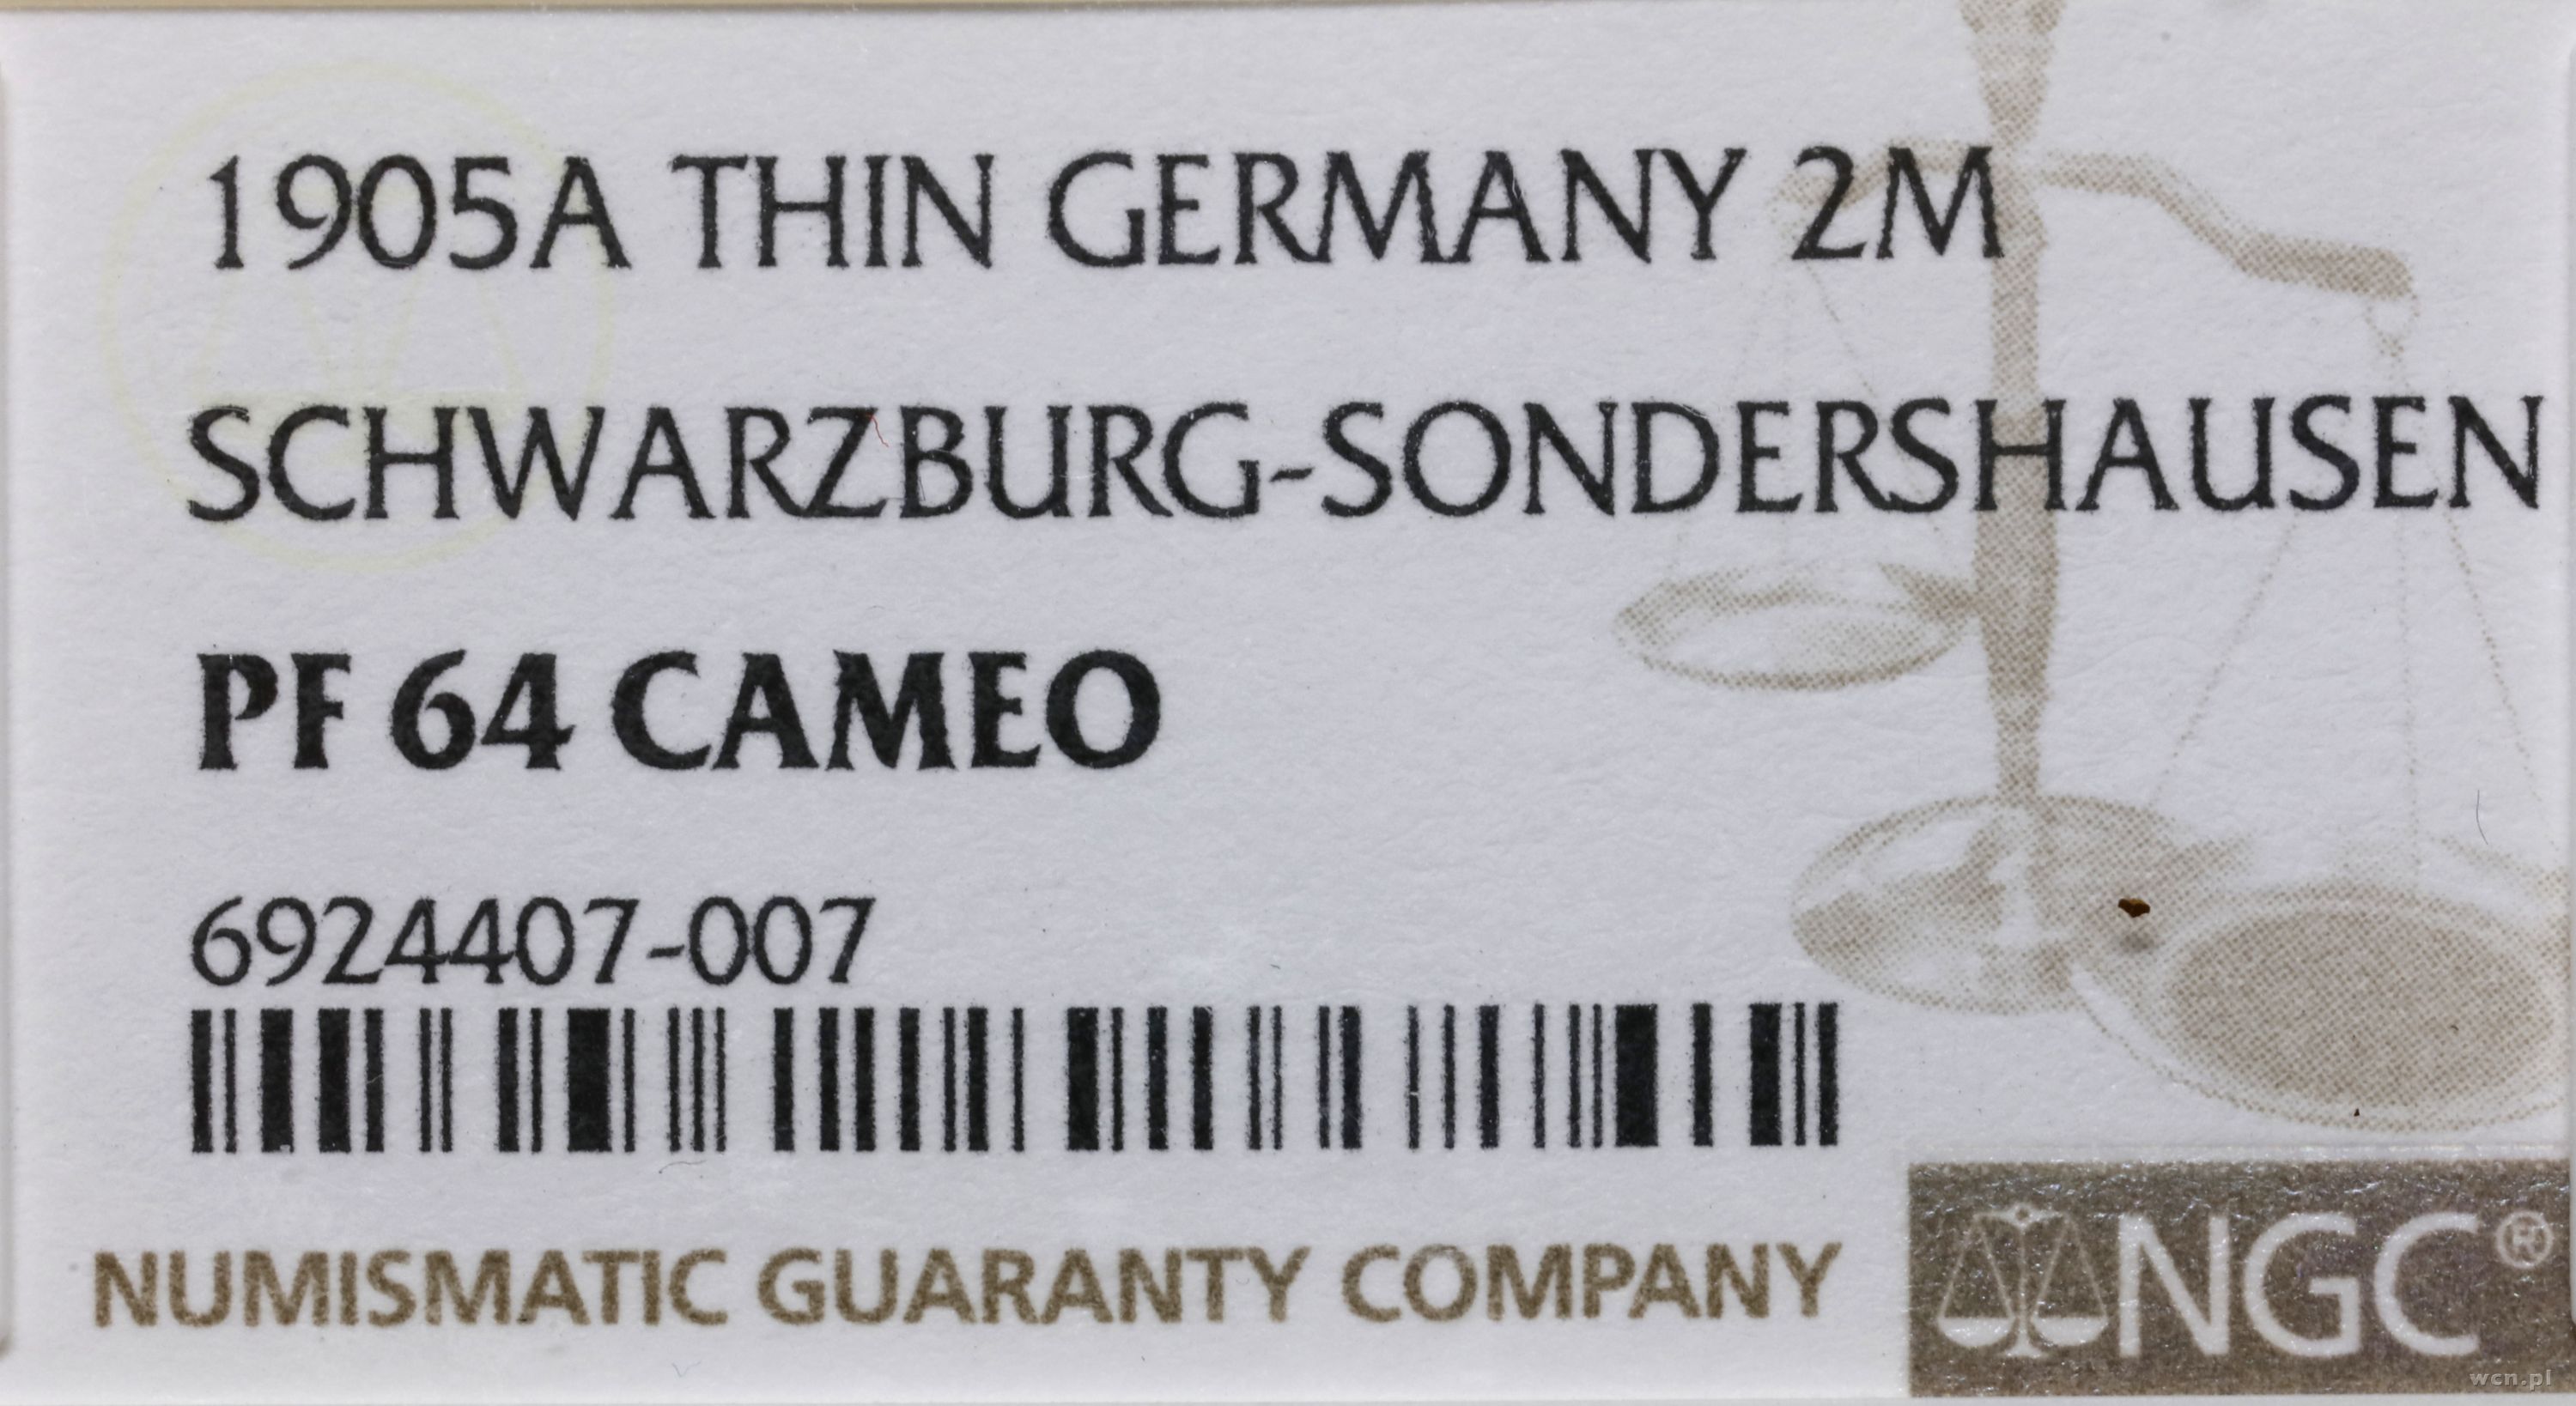 1905A THIN GERMANY 2M
SCHWARZBURG-SONDERSHAUSEN
PF 64 CAMEO
6924407-007
NUMISMATIC GUARANTY COMPANY
NGC®
wcn.pl